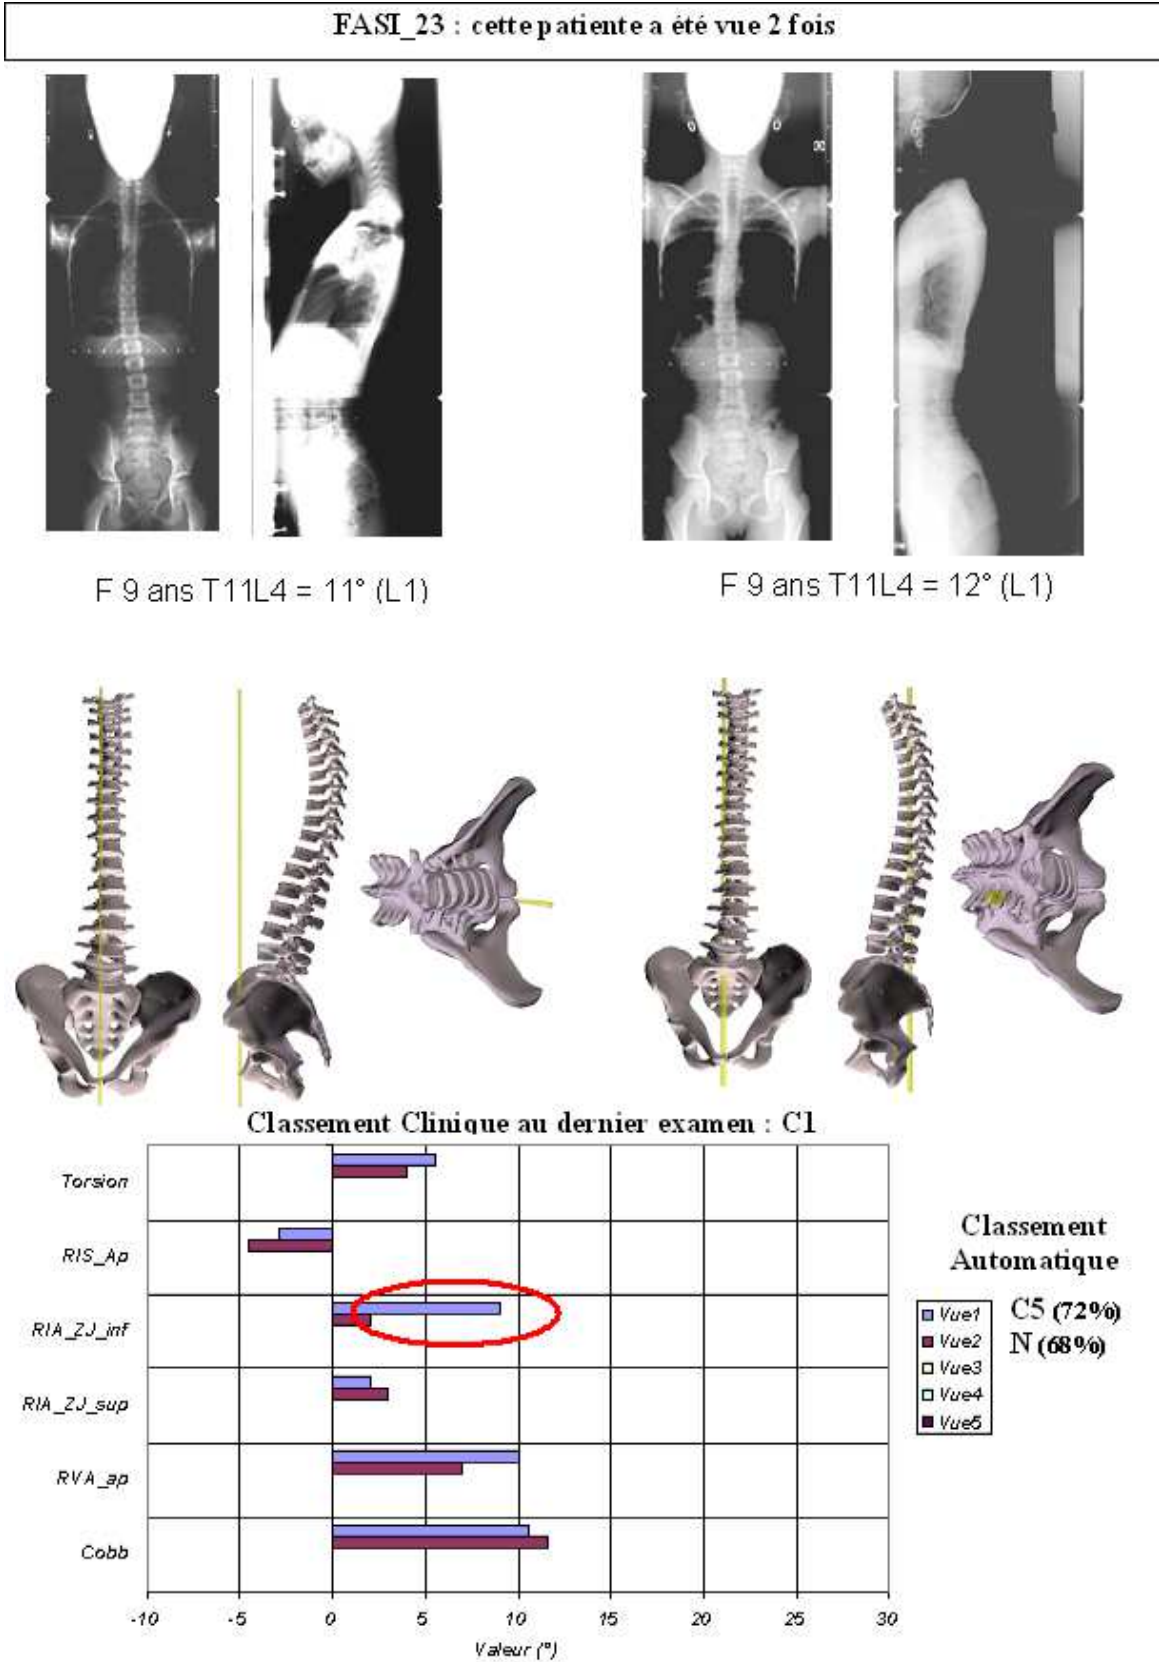 FASI_23 : cette patiente a été vue 2 fois
F 9 ans T11L4 = 11° (L1)
F 9 ans T11L4 = 12° (L1)
Classement Clinique au dernier examen : C1
Torsion
RIS_Ap
RIA_ZJ_inf
RIA_ZJ_sup
RVA_ap
Cobb
-10 -5 0 5 10 15 20 25 30
Valeur (°)
Classement
Automatique
Vue1
Vue2
Vue3
Vue4
Vue5
C5 (72%)
N (68%)